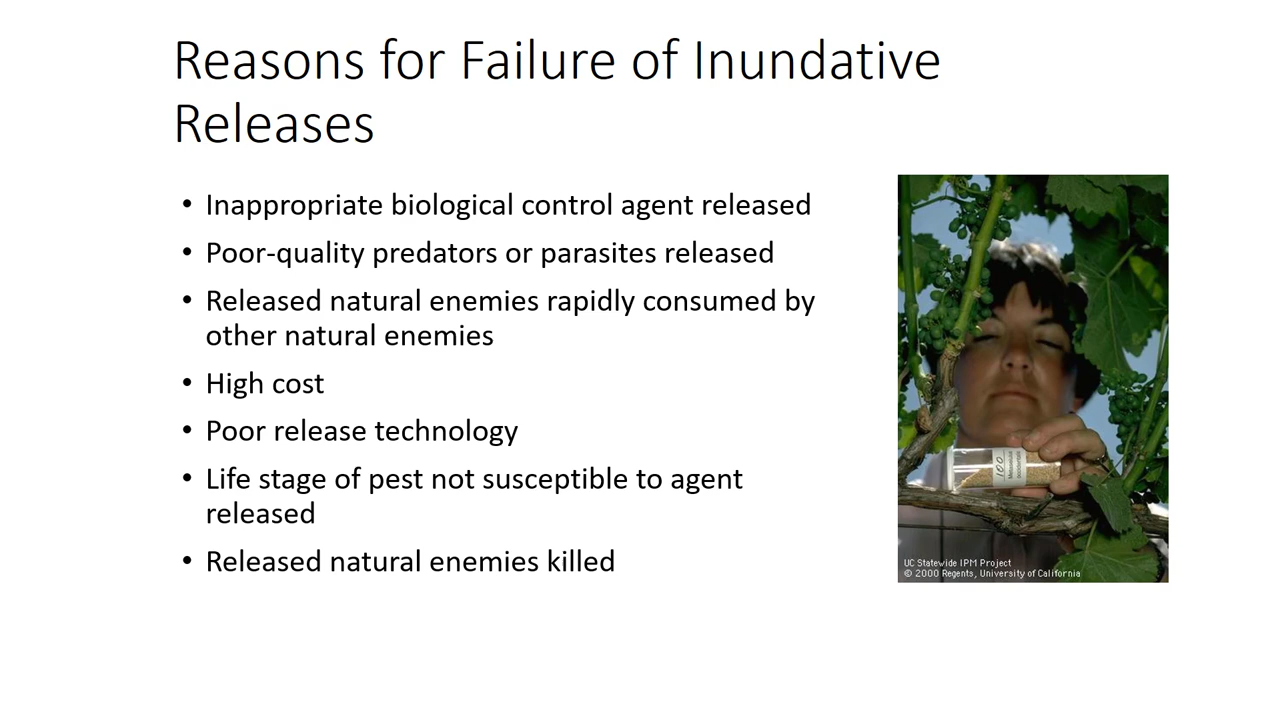 Reasons for Failure of Inundative
Releases
• Inappropriate biological control agent released
• Poor-quality predators or parasites released
• Released natural enemies rapidly consumed by
other natural enemies
• High cost
• Poor release technology
• Life stage of pest not susceptible to agent
released
• Released natural enemies killed
100
UC Statewide IPM Project
© 2000 Regents, University of California